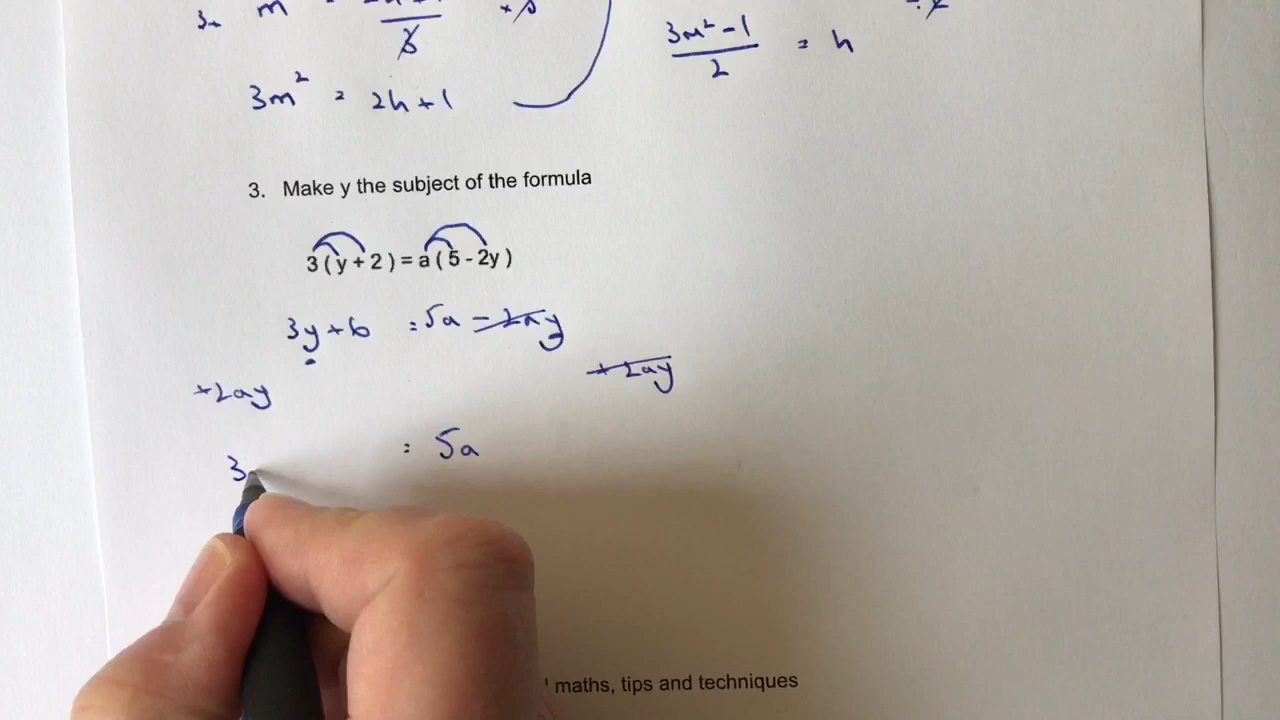 3m² = 2h + 1
3m² - 1
2
= h
3. Make y the subject of the formula
3 ( y + 2 ) = a ( 5 - 2y )
3y + 6 = 5a - 2ay
+ 2ay + 2ay
= 5a
3
' maths, tips and techniques